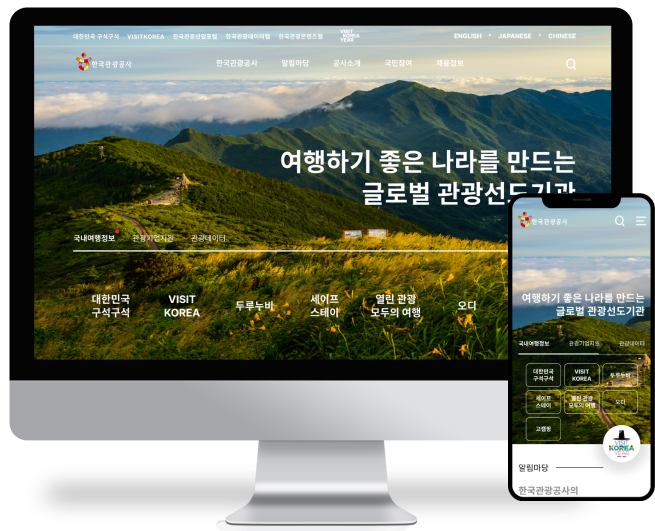 대한민국 구석구석 VISITKOREA 한국관광산업포털 한국관광데이터랩 한국관광콘텐츠랩 VISIT KOREA YEAR
ENGLISH JAPANESE CHINESE
한국관광공사
한국관광공사 알림마당 공사소개 국민참여 채용정보
여행하기 좋은 나라를 만드는
글로벌 관광선도기관
국내여행정보 관광기업지원 관광데이터
대한민국
구석구석
VISIT
KOREA
두루누비
세이프
스테이
열린 관광
모두의 여행
오디
한국관광공사
여행하기 좋은 나라를 만드는
글로벌 관광선도기관
국내여행정보 관광기업지원 관광데이터
대한민국
구석구석
VISIT
KOREA
두루누비
세이프
스테이
열린 관광
모두의 여행
오디
고캠핑
VISIT
KOREA
YEAR
알림마당
한국관광공사의